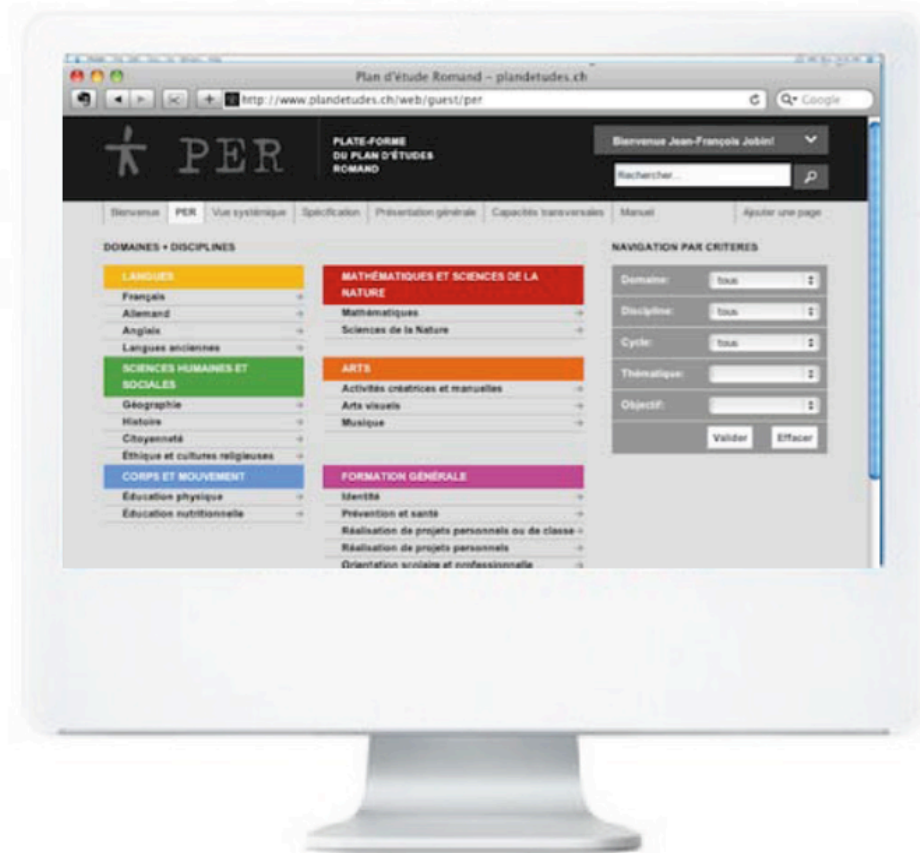 Plan d'étude Romand – plandetudes.ch
http://www.plandetudes.ch/web/guest/per
Google
PER
PLATE-FORME
DU PLAN D'ÉTUDES
ROMAND
Bienvenue Jean-François Jobin!
Rechercher...
Bienvenue PER Vue systémique Spécification Présentation générale Capacités transversales Manuel Ajouter une page
DOMAINES + DISCIPLINES
LANGUES
Français
Allemand
Anglais
Langues anciennes
SCIENCES HUMAINES ET
SOCIALES
Géographie
Histoire
Citoyenneté
Éthique et cultures religieuses
CORPS ET MOUVEMENT
Éducation physique
Éducation nutritionnelle
MATHÉMATIQUES ET SCIENCES DE LA
NATURE
Mathématiques
Sciences de la Nature
ARTS
Activités créatrices et manuelles
Arts visuels
Musique
FORMATION GÉNÉRALE
Identité
Prévention et santé
Réalisation de projets personnels ou de classe
Réalisation de projets personnels
Orientation scolaire et professionnelle
NAVIGATION PAR CRITERES
Domaine: tous
Discipline: tous
Cycle: tous
Thématique:
Objectif:
Valider Effacer